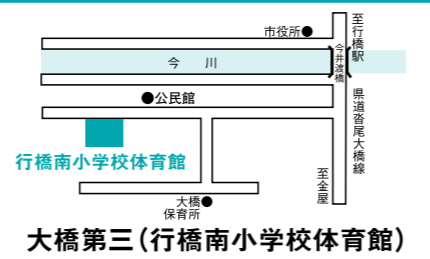 市役所
至行橋駅
今川
今井渡橋
公民館
県道沓尾大橋線
行橋南小学校体育館
至金屋
大橋
保育所
大橋第三（行橋南小学校体育館）